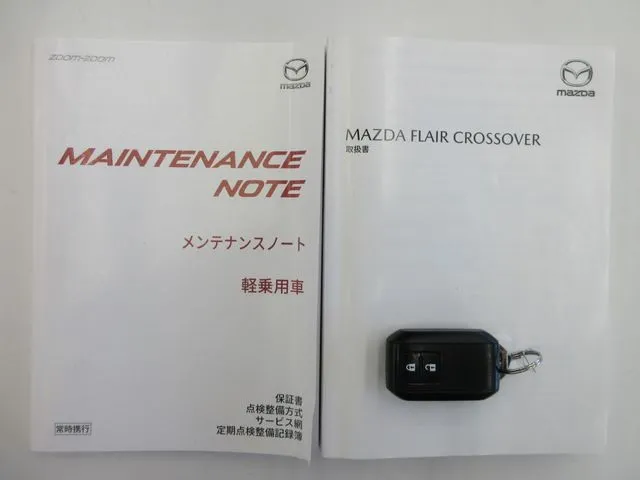 zoom-zoom
mazda
MAINTENANCE
NOTE
メンテナンスノート
軽乗用車
保証書
点検整備方式
サービス網
定期点検整備記録簿
常時携行
mazda
MAZDA FLAIR CROSSOVER
取扱書